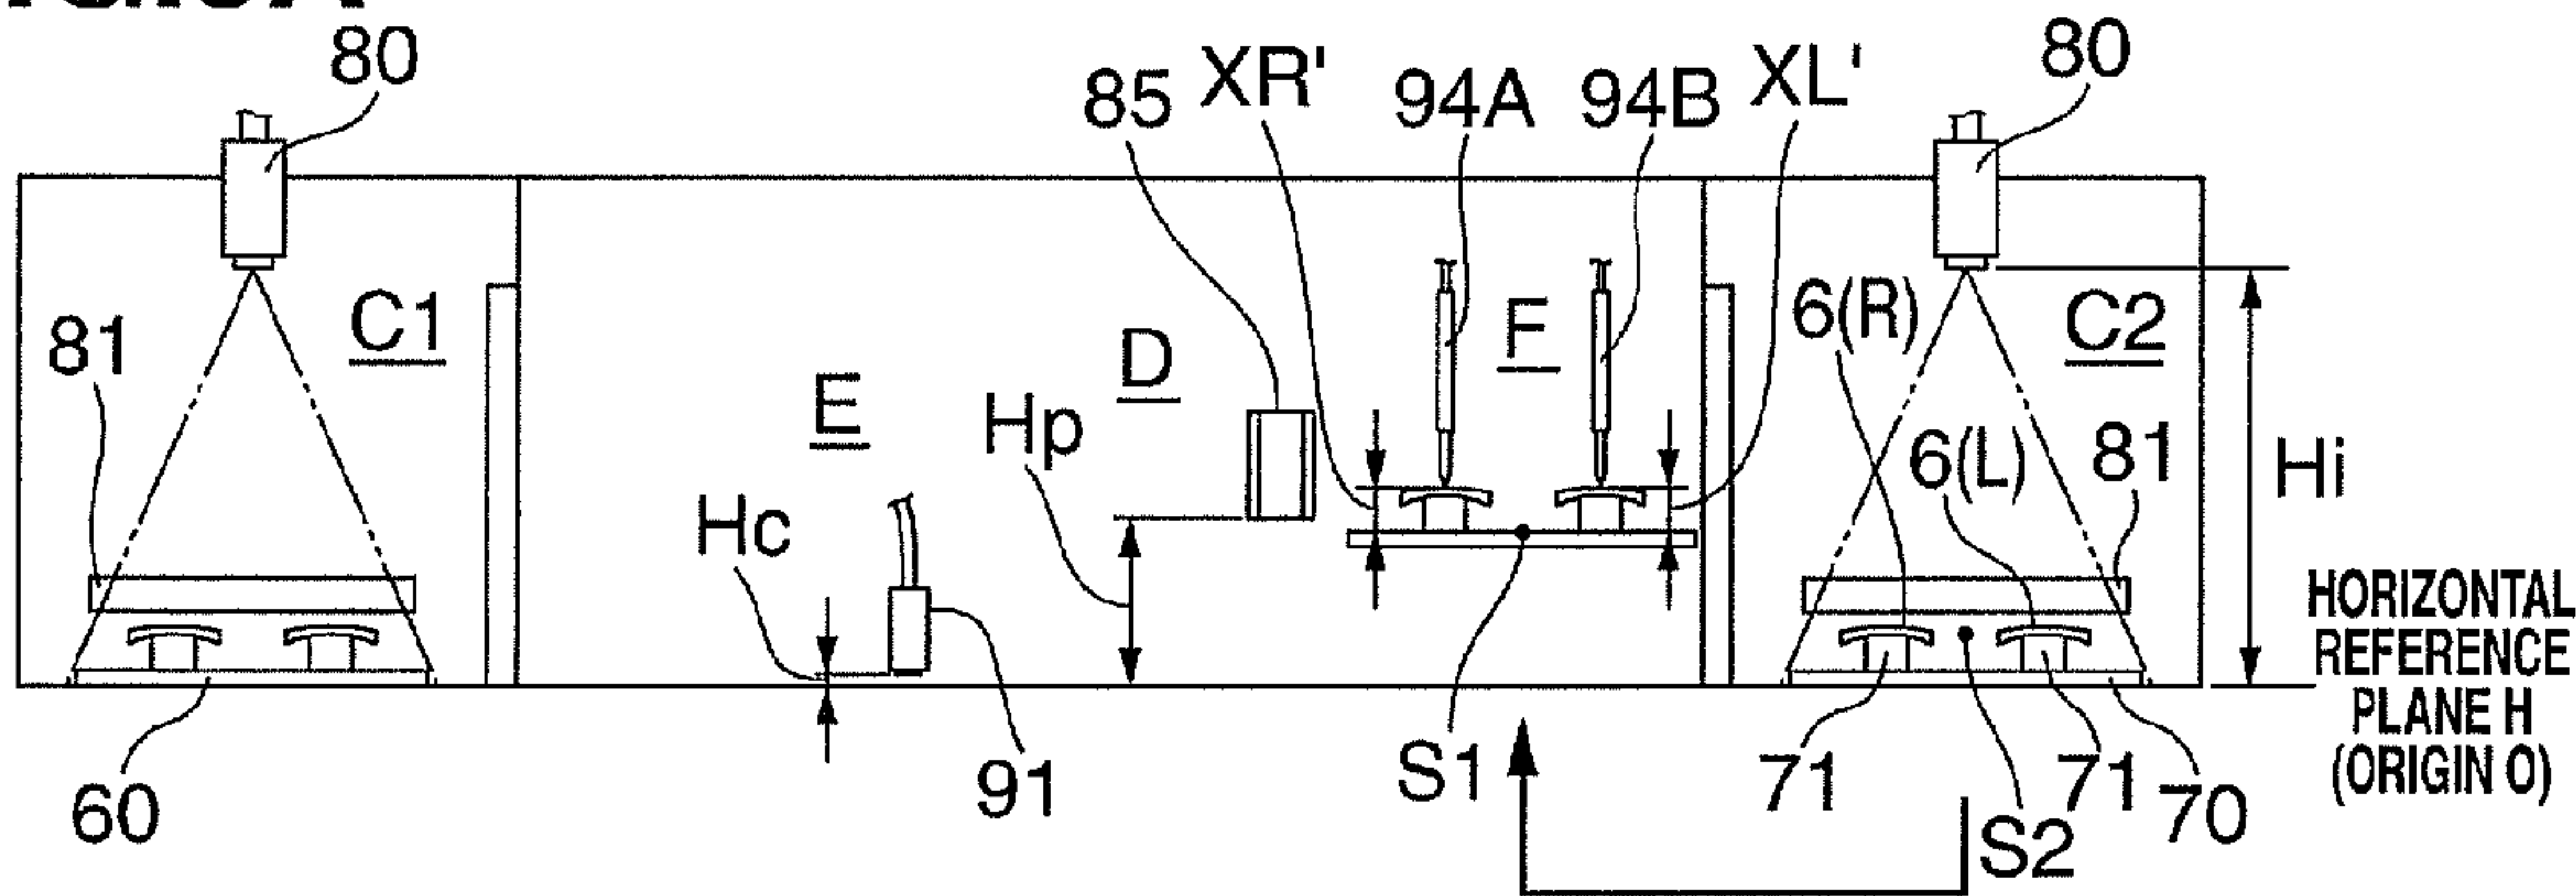 80
80
85
XR'
94A
94B
XL'
81
C1
E
D
F
6(R)
C2
Hp
6(L)
81
Hi
Hc
HORIZONTAL
REFERENCE
PLANE H
(ORIGIN O)
60
91
S1
71
S2
71
70